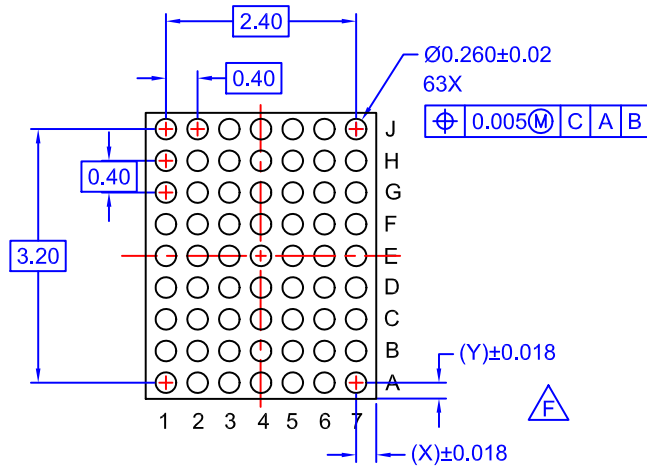 2.40
Ø0.260±0.02
0.40
63X
⌖ 0.005Ⓜ C A B
J
H
0.40
G
F
3.20
E
D
C
B
(Y)±0.018
A
F
1 2 3 4 5 6 7
(X)±0.018